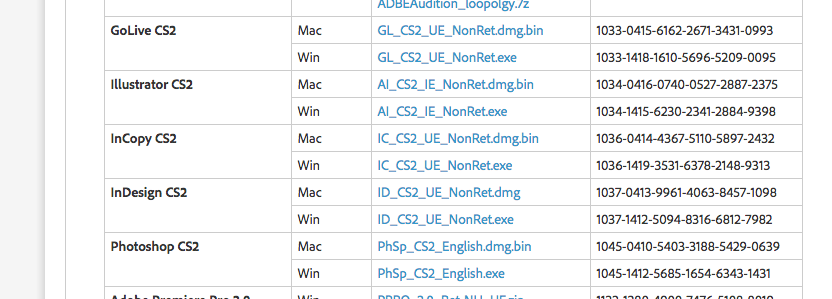 ADBEAudition_loopolgy.7z
GoLive CS2 Mac GL_CS2_UE_NonRet.dmg.bin 1033-0415-6162-2671-3431-0993
Win GL_CS2_UE_NonRet.exe 1033-1418-1610-5696-5209-0095
Illustrator CS2 Mac AI_CS2_IE_NonRet.dmg.bin 1034-0416-0740-0527-2887-2375
Win AI_CS2_IE_NonRet.exe 1034-1415-6230-2341-2884-9398
InCopy CS2 Mac IC_CS2_UE_NonRet.dmg.bin 1036-0414-4367-5110-5897-2432
Win IC_CS2_UE_NonRet.exe 1036-1419-3531-6378-2148-9313
InDesign CS2 Mac ID_CS2_UE_NonRet.dmg 1037-0413-9961-4063-8457-1098
Win ID_CS2_UE_NonRet.exe 1037-1412-5094-8316-6812-7982
Photoshop CS2 Mac PhSp_CS2_English.dmg.bin 1045-0410-5403-3188-5429-0639
Win PhSp_CS2_English.exe 1045-1412-5685-1654-6343-1431
Adobe Premiere Pro 2.0 Win